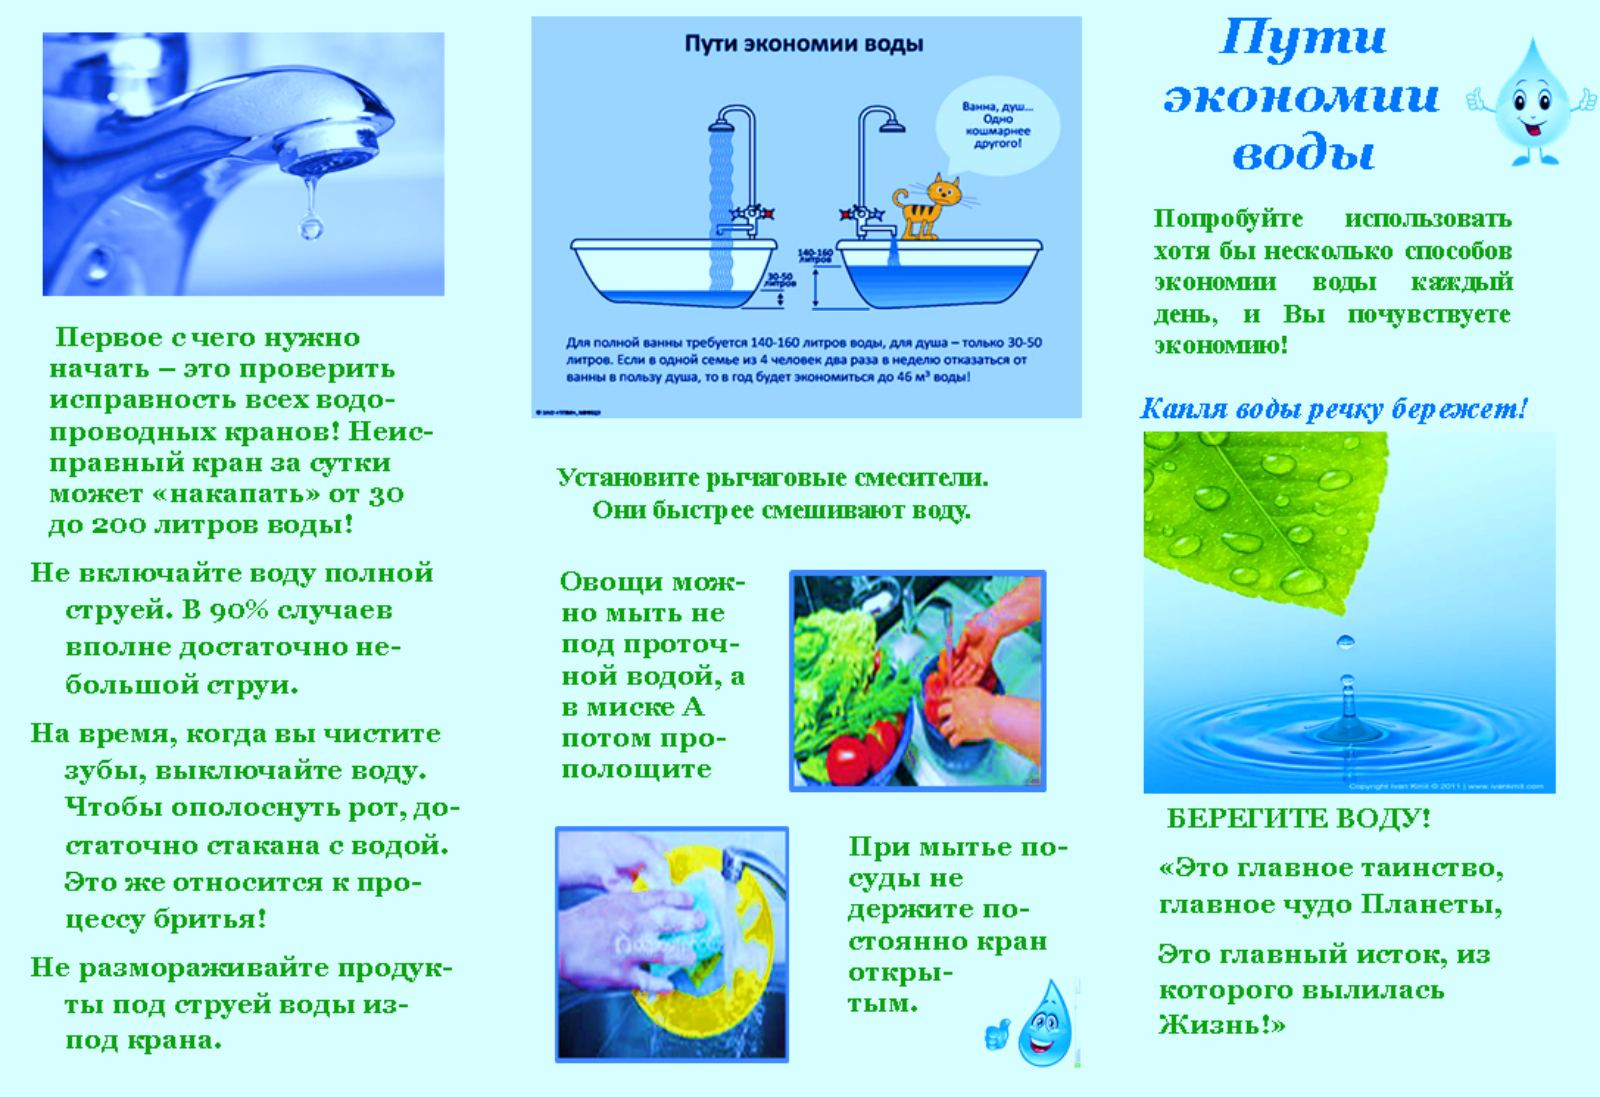 Первое с чего нужно
начать – это проверить
исправность всех водо-
проводных кранов! Неис-
правный кран за сутки
может «накапать» от 30
до 200 литров воды!
Не включайте воду полной
струей. В 90% случаев
вполне достаточно не-
большой струи.
На время, когда вы чистите
зубы, выключайте воду.
Чтобы ополоснуть рот, до-
статочно стакана с водой.
Это же относится к про-
цессу бритья!
Не размораживайте продук-
ты под струей воды из-
под крана.
Пути экономии воды
Ванна, душ...
Одно
кошмарнее
другого!
140-160
литров
30-50
литров
Для полной ванны требуется 140-160 литров воды, для душа – только 30-50
литров. Если в одной семье из 4 человек два раза в неделю отказаться от
ванны в пользу душа, то в год будет экономиться до 46 м³ воды!
Установите рычаговые смесители.
Они быстрее смешивают воду.
Овощи мож-
но мыть не
под проточ-
ной водой, а
в миске А
потом про-
полощите
При мытье по-
суды не
держите по-
стоянно кран
откры-
тым.
Пути
экономии
воды
Попробуйте использовать
хотя бы несколько способов
экономии воды каждый
день, и Вы почувствуете
экономию!
Капля воды речку бережет!
Copyright Ivan Kmit © 2011 | www.ivankmit.com
БЕРЕГИТЕ ВОДУ!
«Это главное таинство,
главное чудо Планеты,
Это главный исток, из
которого вылилась
Жизнь!»